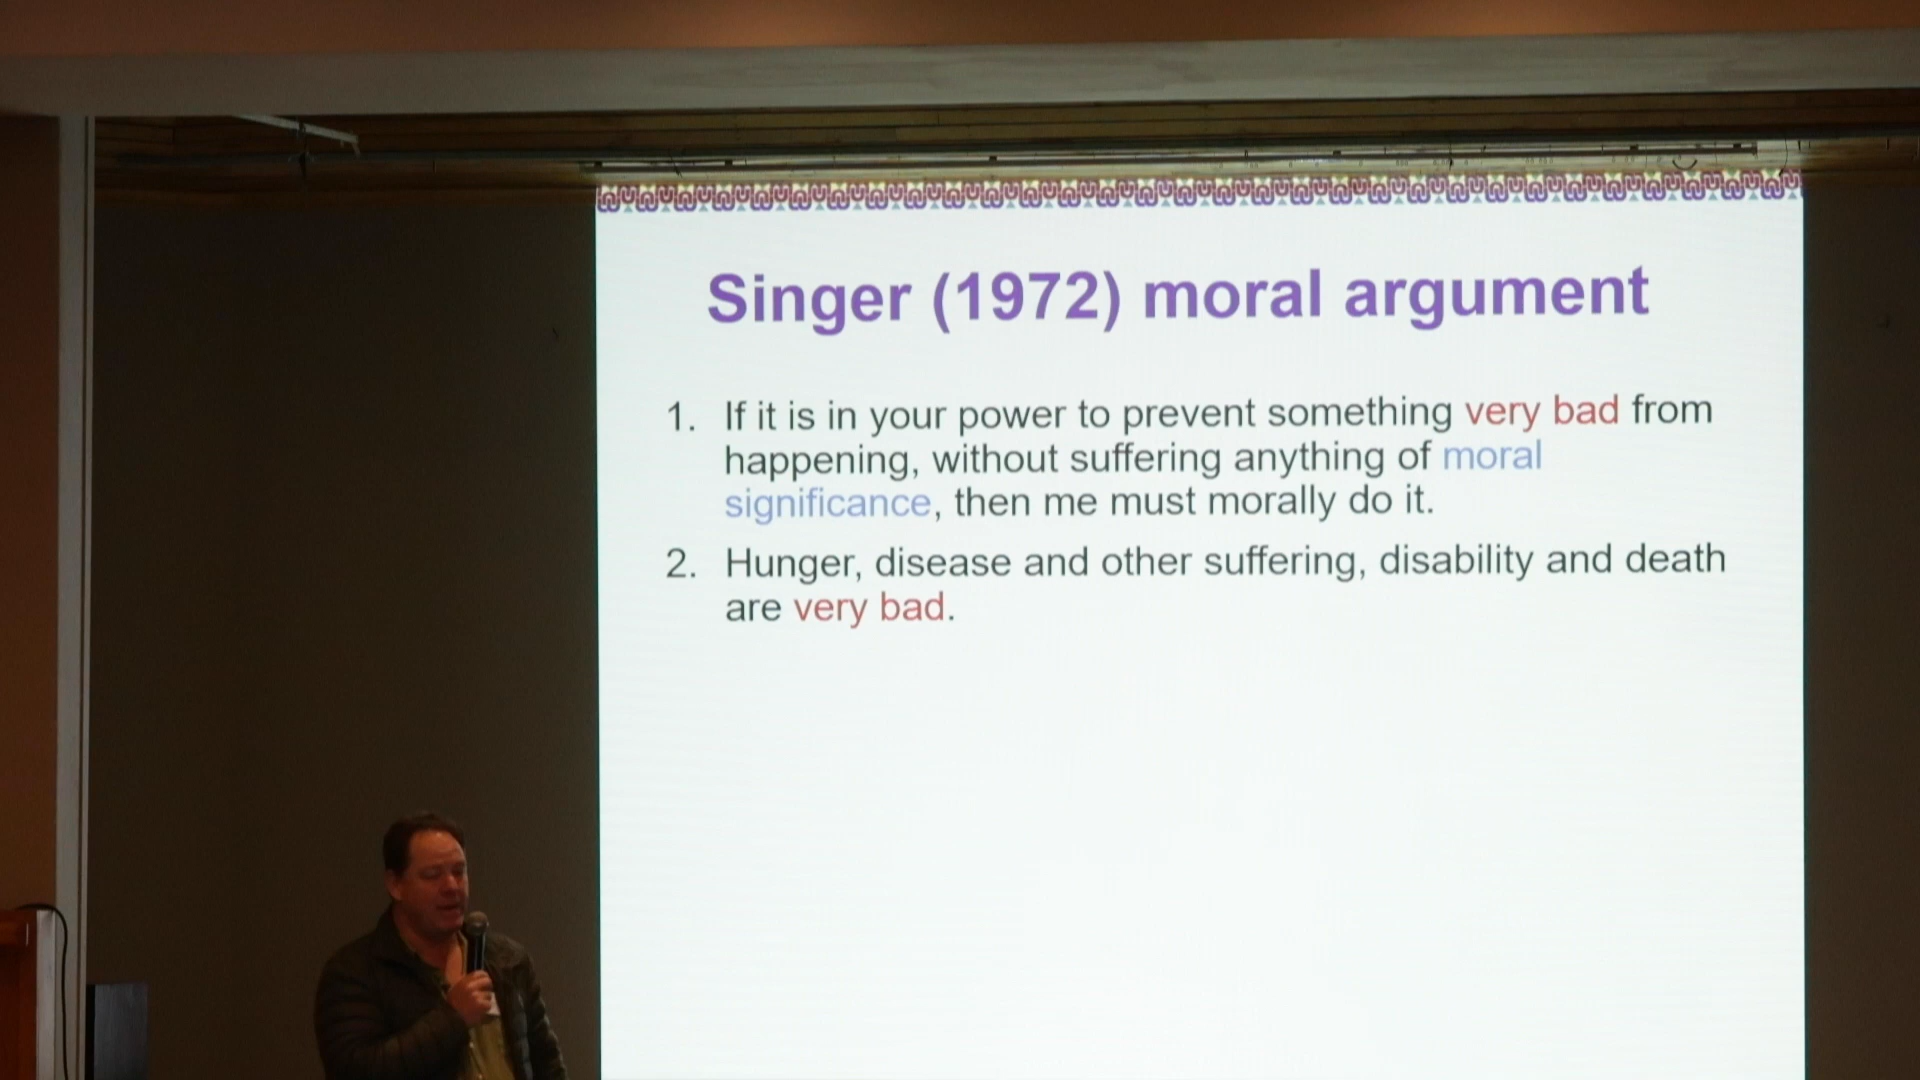 Singer (1972) moral argument
1. If it is in your power to prevent something very bad from
happening, without suffering anything of moral
significance, then me must morally do it.
2. Hunger, disease and other suffering, disability and death
are very bad.